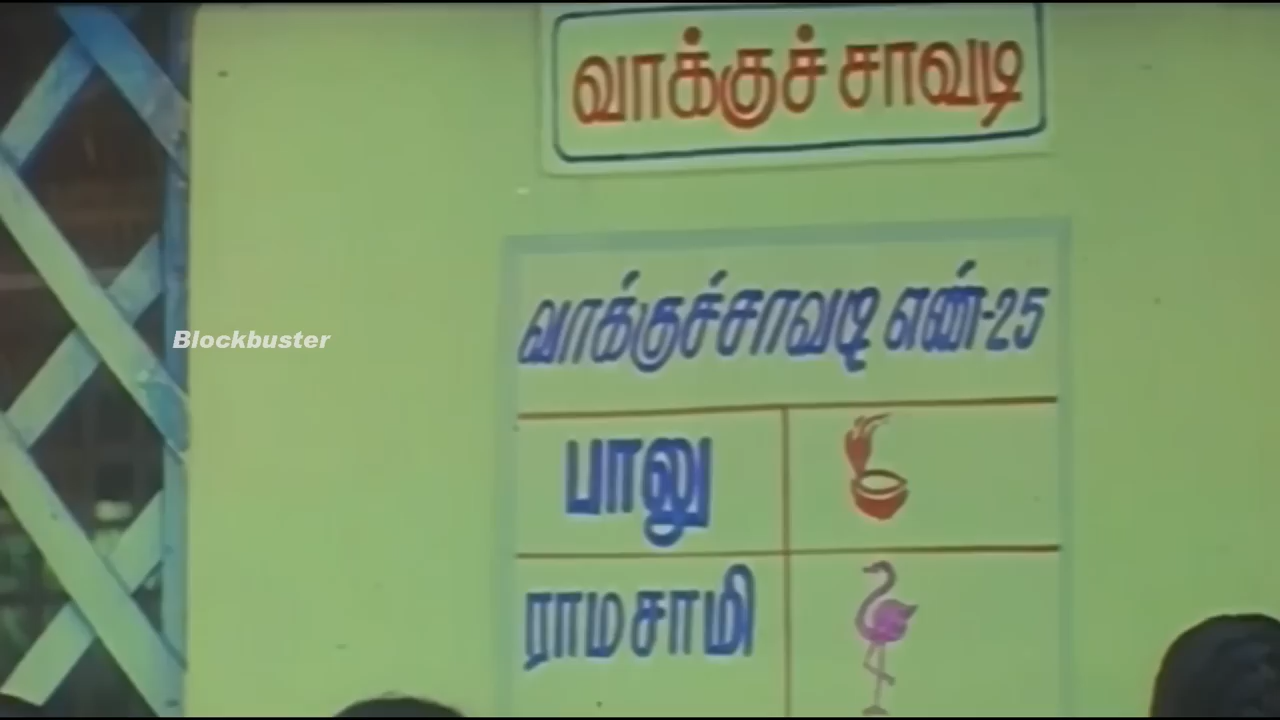 வாக்குச் சாவடி
வாக்குச்சாவடி எண்-25
Blockbuster
பாலு
ராமசாமி